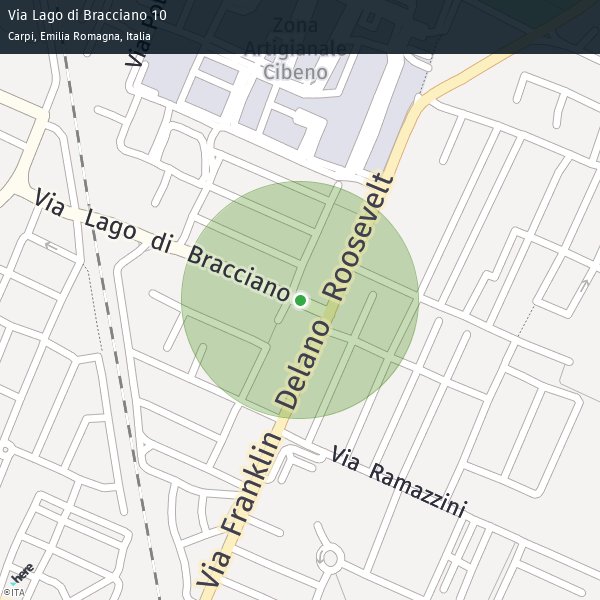 Via Lago di Bracciano 10
Carpi, Emilia Romagna, Italia
Zona
Artigianale
Cibeno
Via Lago di Bracciano
Via Franklin Delano Roosevelt
Via Ramazzini
here
©ITA